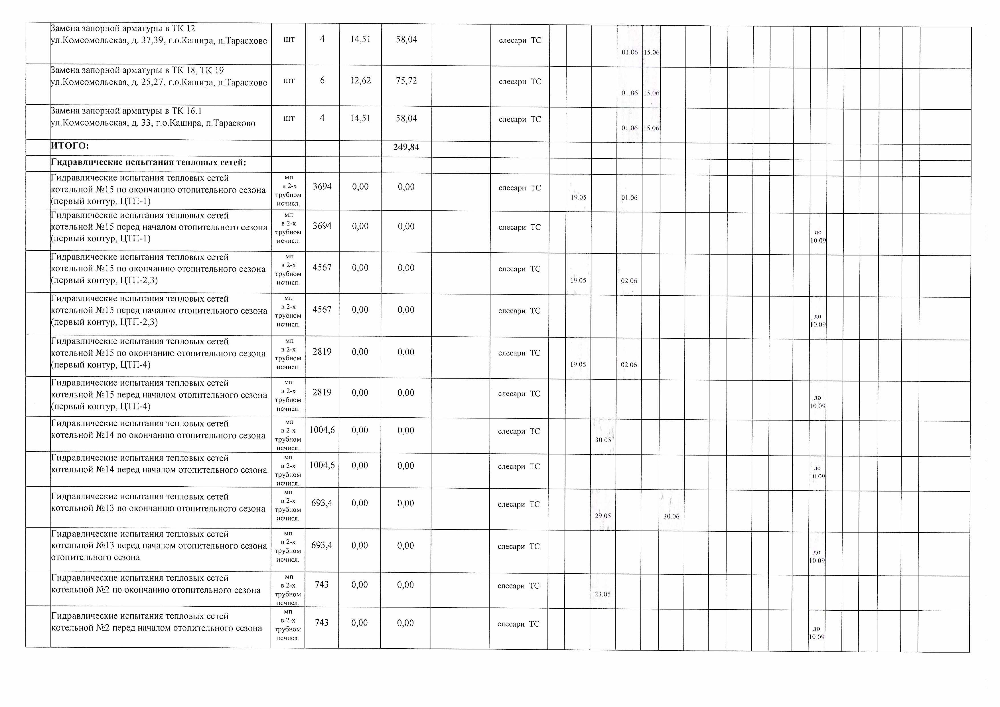 Замена запорной арматуры в ТК 12
ул.Комсомольская, д. 37,39, г.о.Кашира, п.Тарасково
шт 4 14,51 58,04 слесари ТС 01.06 15.06
Замена запорной арматуры в ТК 18, ТК 19
ул.Комсомольская, д. 25,27, г.о.Кашира, п.Тарасково
шт 6 12,62 75,72 слесари ТС 01.06 15.06
Замена запорной арматуры в ТК 16.1
ул.Комсомольская, д. 33, г.о.Кашира, п.Тарасково
шт 4 14,51 58,04 слесари ТС 01.06 15.06
ИТОГО: 249,84
Гидравлические испытания тепловых сетей:
Гидравлические испытания тепловых сетей
котельной №15 по окончанию отопительного сезона
(первый контур, ЦТП-1)
мп
в 2-х
трубном
исчисл.
3694 0,00 0,00 слесари ТС 19.05 01.06
Гидравлические испытания тепловых сетей
котельной №15 перед началом отопительного сезона
(первый контур, ЦТП-1)
мп
в 2-х
трубном
исчисл.
3694 0,00 0,00 слесари ТС
до
10.09
Гидравлические испытания тепловых сетей
котельной №15 по окончанию отопительного сезона
(первый контур, ЦТП-2,3)
мп
в 2-х
трубном
исчисл.
4567 0,00 0,00 слесари ТС 19.05 02.06
Гидравлические испытания тепловых сетей
котельной №15 перед началом отопительного сезона
(первый контур, ЦТП-2,3)
мп
в 2-х
трубном
исчисл.
4567 0,00 0,00 слесари ТС
до
10.09
Гидравлические испытания тепловых сетей
котельной №15 по окончанию отопительного сезона
(первый контур, ЦТП-4)
мп
в 2-х
трубном
исчисл.
2819 0,00 0,00 слесари ТС 19.05 02.06
Гидравлические испытания тепловых сетей
котельной №15 перед началом отопительного сезона
(первый контур, ЦТП-4)
мп
в 2-х
трубном
исчисл.
2819 0,00 0,00 слесари ТС
до
10.09
Гидравлические испытания тепловых сетей
котельной №14 по окончанию отопительного сезона
мп
в 2-х
трубном
исчисл.
1004,6 0,00 0,00 слесари ТС 30.05
Гидравлические испытания тепловых сетей
котельной №14 перед началом отопительного сезона
мп
в 2-х
трубном
исчисл.
1004,6 0,00 0,00 слесари ТС
до
10.09
Гидравлические испытания тепловых сетей
котельной №13 по окончанию отопительного сезона
мп
в 2-х
трубном
исчисл.
693,4 0,00 0,00 слесари ТС 29.05 30.06
Гидравлические испытания тепловых сетей
котельной №13 перед началом отопительного сезона
отопительного сезона
мп
в 2-х
трубном
исчисл.
693,4 0,00 0,00 слесари ТС
до
10.09
Гидравлические испытания тепловых сетей
котельной №2 по окончанию отопительного сезона
мп
в 2-х
трубном
исчисл.
743 0,00 0,00 слесари ТС 23.05
Гидравлические испытания тепловых сетей
котельной №2 перед началом отопительного сезона
мп
в 2-х
трубном
исчисл.
743 0,00 0,00 слесари ТС
до
10.09